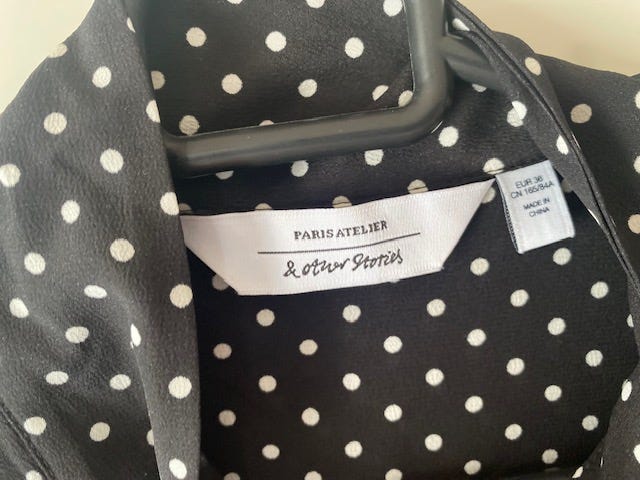 PARIS ATELIER
& other Stories
EUR 36
CN 165/84A
MADE IN
CHINA